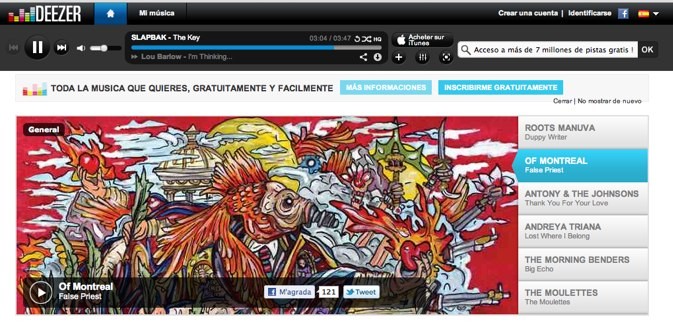 DEEZER
Mi música
Crear una cuenta | Identificarse
SLAPBAK - The Key
03:04 / 03:47
HQ
Lou Barlow - I'm Thinking...
Acheter sur iTunes
Acceso a más de 7 millones de pistas gratis !
OK
TODA LA MUSICA QUE QUIERES, GRATUITAMENTE Y FACILMENTE
MÁS INFORMACIONES
INSCRIBIRME GRATUITAMENTE
Cerrar | No mostrar de nuevo
General
ROOTS MANUVA
Duppy Writer
OF MONTREAL
False Priest
ANTONY & THE JOHNSONS
Thank You For Your Love
ANDREYA TRIANA
Lost Where I Belong
THE MORNING BENDERS
Big Echo
THE MOULETTES
The Moulettes
Of Montreal
False Priest
M'agrada
121
Tweet